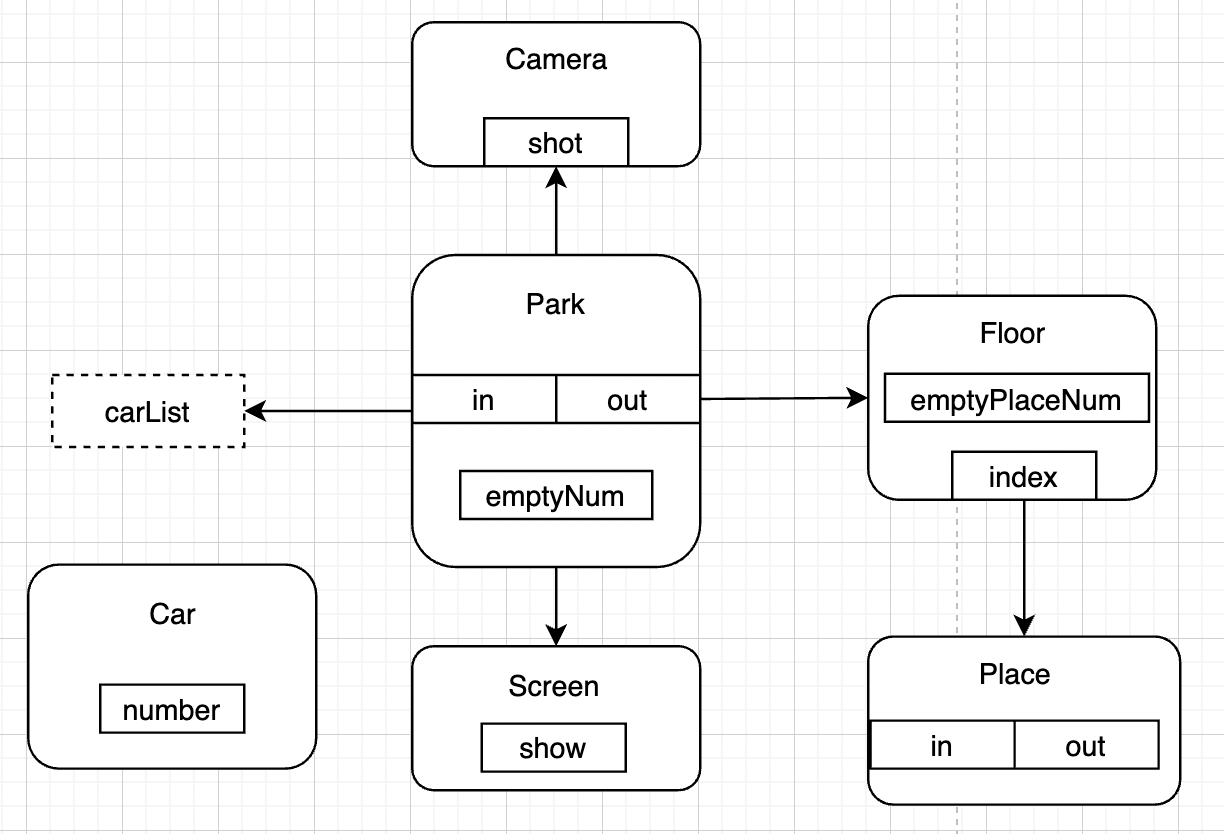 Camera
shot
Park
in out
emptyNum
carList
Floor
emptyPlaceNum
index
Car
number
Screen
show
Place
in out